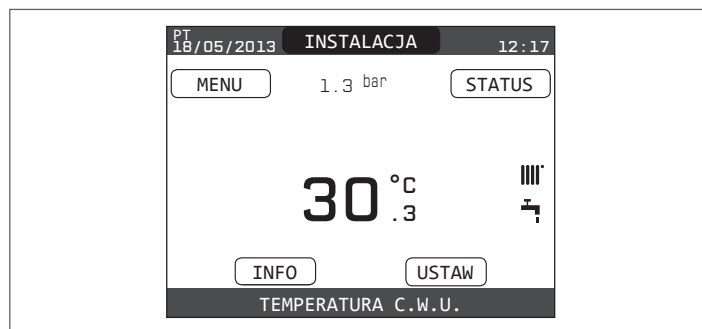 PT
18/05/2013 INSTALACJA 12:17
MENU 1.3 bar STATUS
30.3 °C
INFO USTAW
TEMPERATURA C.W.U.